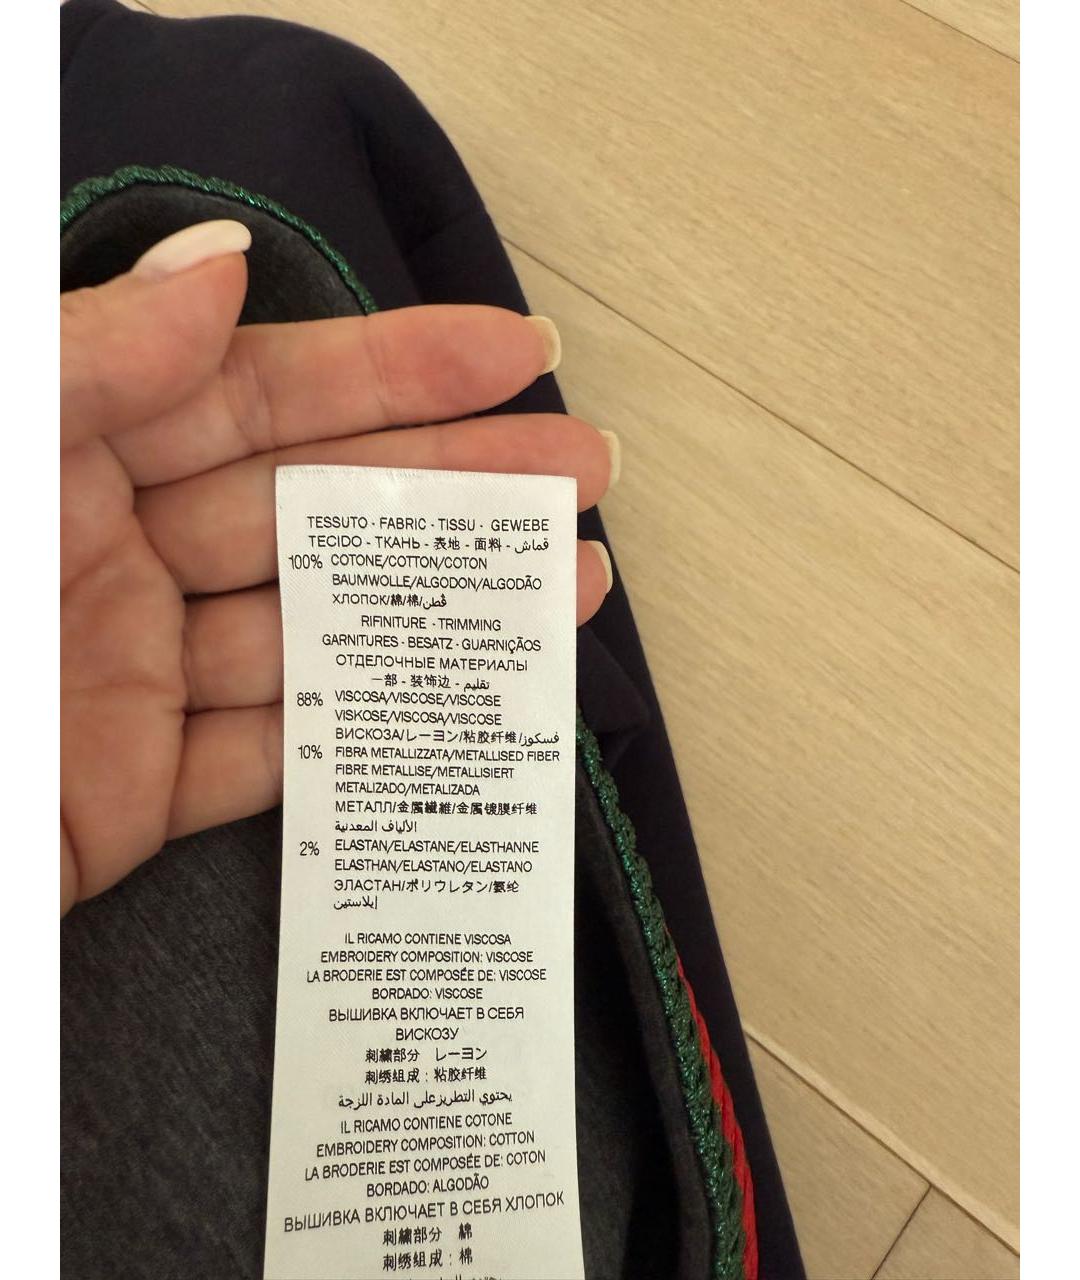 TESSUTO - FABRIC - TISSU - GEWEBE
TECIDO - ТКАНЬ - 表地 - 面料 - قماش
100% COTONE/COTTON/COTON
BAUMWOLLE/ALGODON/ALGODÃO
ХЛОПОК/綿/棉/قطن
RIFINITURE - TRIMMING
GARNITURES - BESATZ - GUARNIÇÃOS
ОТДЕЛОЧНЫЕ МАТЕРИАЛЫ
一部 - 装饰边 - تقليم
88% VISCOSA/VISCOSE/VISCOSE
VISKOSE/VISCOSA/VISCOSE
ВИСКОЗА/レーヨン/粘胶纤维/فسكوز
10% FIBRA METALLIZZATA/METALLISED FIBER
FIBRE METALLISE/METALLISIERT
METALIZADO/METALIZADA
МЕТАЛЛ/金属繊維/金属镀膜纤维
الألياف المعدنية
2% ELASTAN/ELASTANE/ELASTHANNE
ELASTHAN/ELASTANO/ELASTANO
ЭЛАСТАН/ポリウレタン/氨纶
إيلاستين
IL RICAMO CONTIENE VISCOSA
EMBROIDERY COMPOSITION: VISCOSE
LA BRODERIE EST COMPOSÉE DE: VISCOSE
BORDADO: VISCOSE
ВЫШИВКА ВКЛЮЧАЕТ В СЕБЯ
ВИСКОЗУ
刺繍部分 レーヨン
刺绣组成：粘胶纤维
يحتوي التطريز على المادة اللزجة
IL RICAMO CONTIENE COTONE
EMBROIDERY COMPOSITION: COTTON
LA BRODERIE EST COMPOSÉE DE: COTON
BORDADO: ALGODÃO
ВЫШИВКА ВКЛЮЧАЕТ В СЕБЯ ХЛОПОК
刺繍部分 綿
刺绣组成：棉